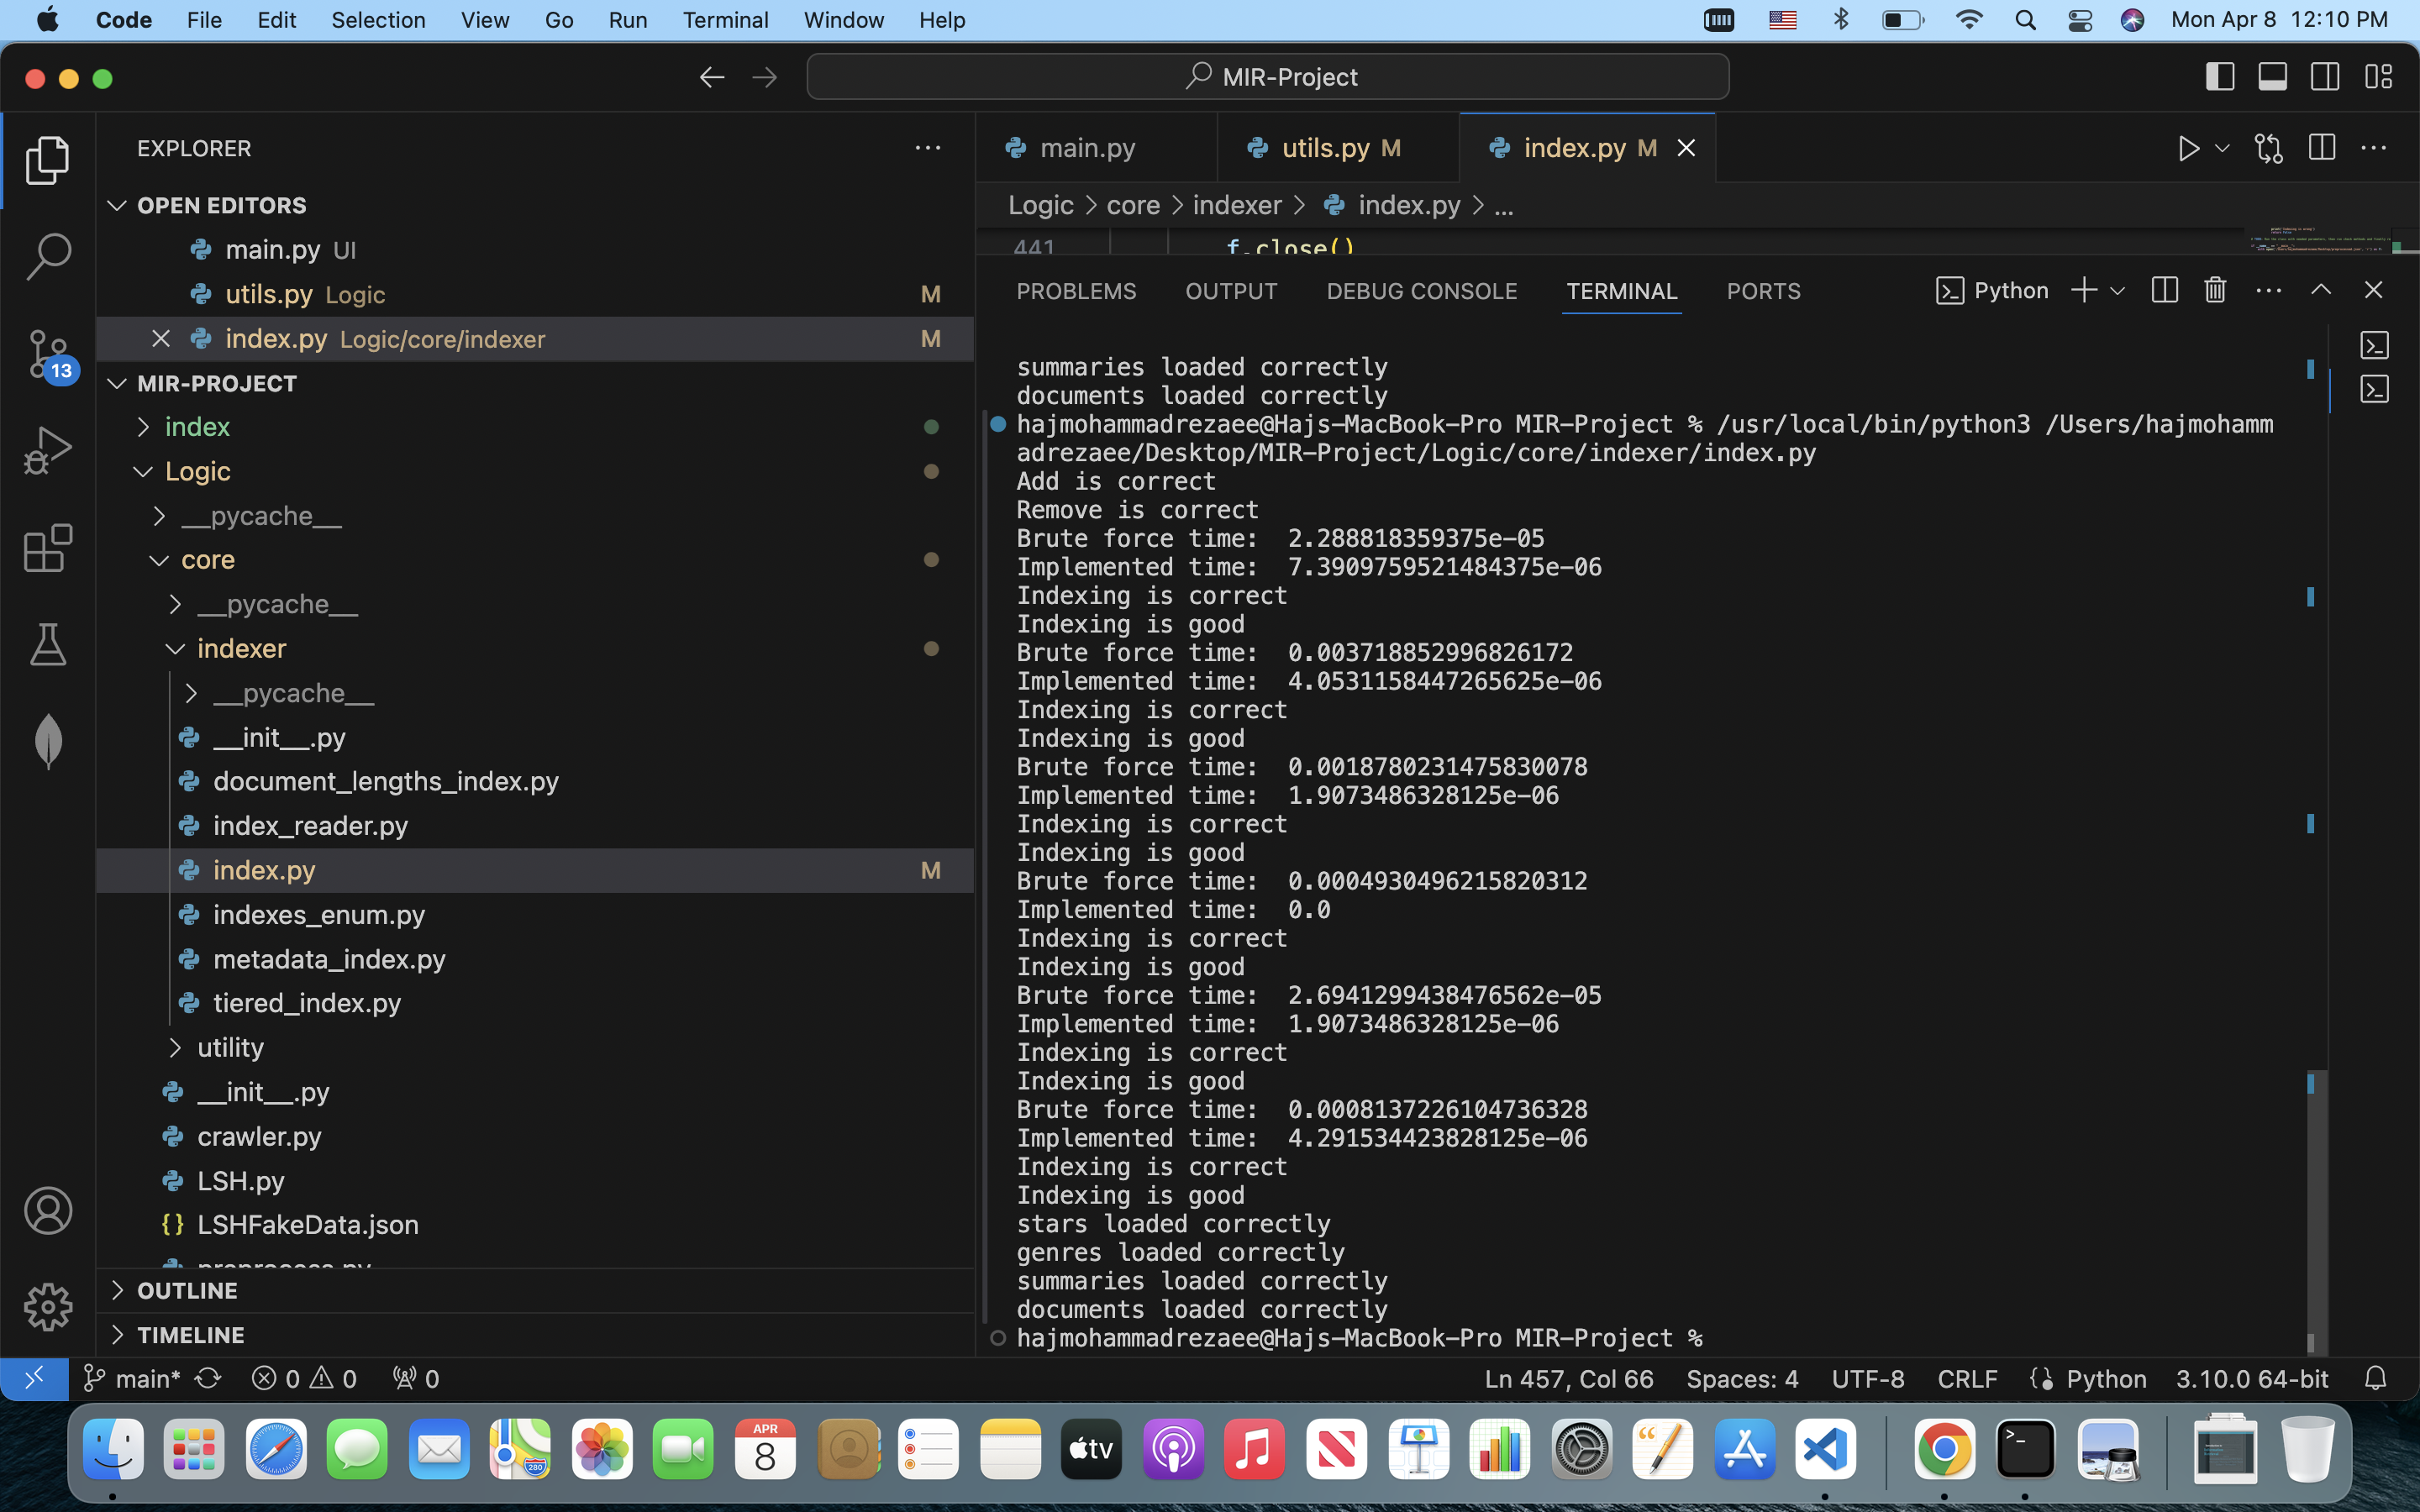 Code File Edit Selection View Go Run Terminal Window Help Mon Apr 8 12:10 PM
MIR-Project
EXPLORER
OPEN EDITORS
main.py UI
utils.py Logic M
index.py Logic/core/indexer M
13
MIR-PROJECT
index
Logic
__pycache__
core
__pycache__
indexer
__pycache__
__init__.py
document_lengths_index.py
index_reader.py
index.py M
indexes_enum.py
metadata_index.py
tiered_index.py
utility
__init__.py
crawler.py
LSH.py
{} LSHFakeData.json
preprocess.py
OUTLINE
TIMELINE
main.py utils.py M index.py M
Logic > core > indexer > index.py > ...
441 f.close()
PROBLEMS OUTPUT DEBUG CONSOLE TERMINAL PORTS Python
summaries loaded correctly
documents loaded correctly
hajmohammadrezaee@Hajs-MacBook-Pro MIR-Project % /usr/local/bin/python3 /Users/hajmohamm
adrezaee/Desktop/MIR-Project/Logic/core/indexer/index.py
Add is correct
Remove is correct
Brute force time:  2.288818359375e-05
Implemented time:  7.3909759521484375e-06
Indexing is correct
Indexing is good
Brute force time:  0.003718852996826172
Implemented time:  4.0531158447265625e-06
Indexing is correct
Indexing is good
Brute force time:  0.0018780231475830078
Implemented time:  1.9073486328125e-06
Indexing is correct
Indexing is good
Brute force time:  0.0004930496215820312
Implemented time:  0.0
Indexing is correct
Indexing is good
Brute force time:  2.6941299438476562e-05
Implemented time:  1.9073486328125e-06
Indexing is correct
Indexing is good
Brute force time:  0.0008137226104736328
Implemented time:  4.291534423828125e-06
Indexing is correct
Indexing is good
stars loaded correctly
genres loaded correctly
summaries loaded correctly
documents loaded correctly
hajmohammadrezaee@Hajs-MacBook-Pro MIR-Project %
main* 0 0 0 Ln 457, Col 66 Spaces: 4 UTF-8 CRLF Python 3.10.0 64-bit
APR
8
280
tv